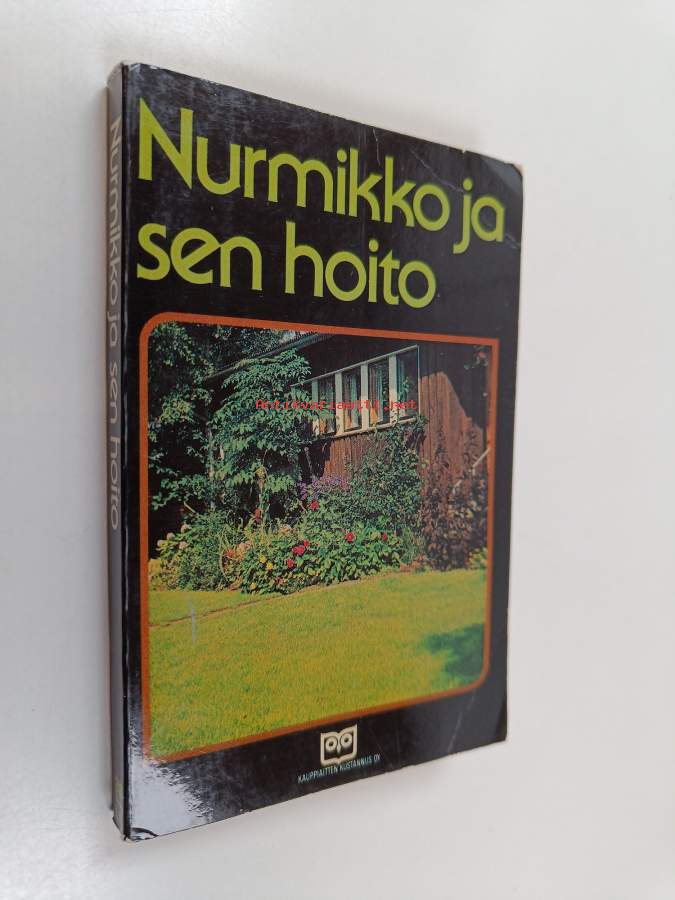 Nurmikko ja
sen hoito
Nurmikko ja sen hoito
Antikvariaatti.net
KAUPPIAITTEN KUSTANNUS OY